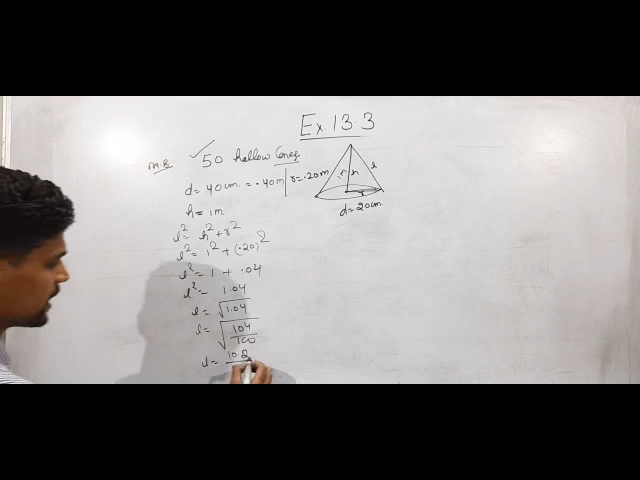 Ex.13.3
50 hollow Cones
d = 40cm. = .40m | r = .20m
h = 1m
l² = h² + r²
l² = 1² + (.20)²
l² = 1 + .04
l² = 1.04
l = √1.04
l = √104/100
l = 10.2
h l
r
d = 20cm.